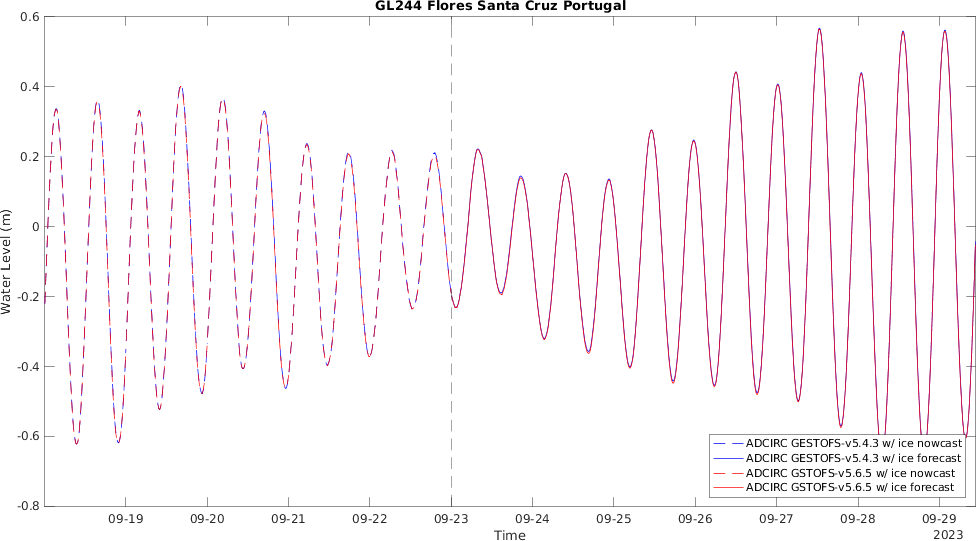 GL244 Flores Santa Cruz Portugal
0.6
0.4
0.2
0
-0.2
-0.4
-0.6
-0.8
Water Level (m)
ADCIRC GESTOFS-v5.4.3 w/ ice nowcast
ADCIRC GESTOFS-v5.4.3 w/ ice forecast
ADCIRC GSTOFS-v5.6.5 w/ ice nowcast
ADCIRC GSTOFS-v5.6.5 w/ ice forecast
09-19 09-20 09-21 09-22 09-23 09-24 09-25 09-26 09-27 09-28 09-29
Time
2023